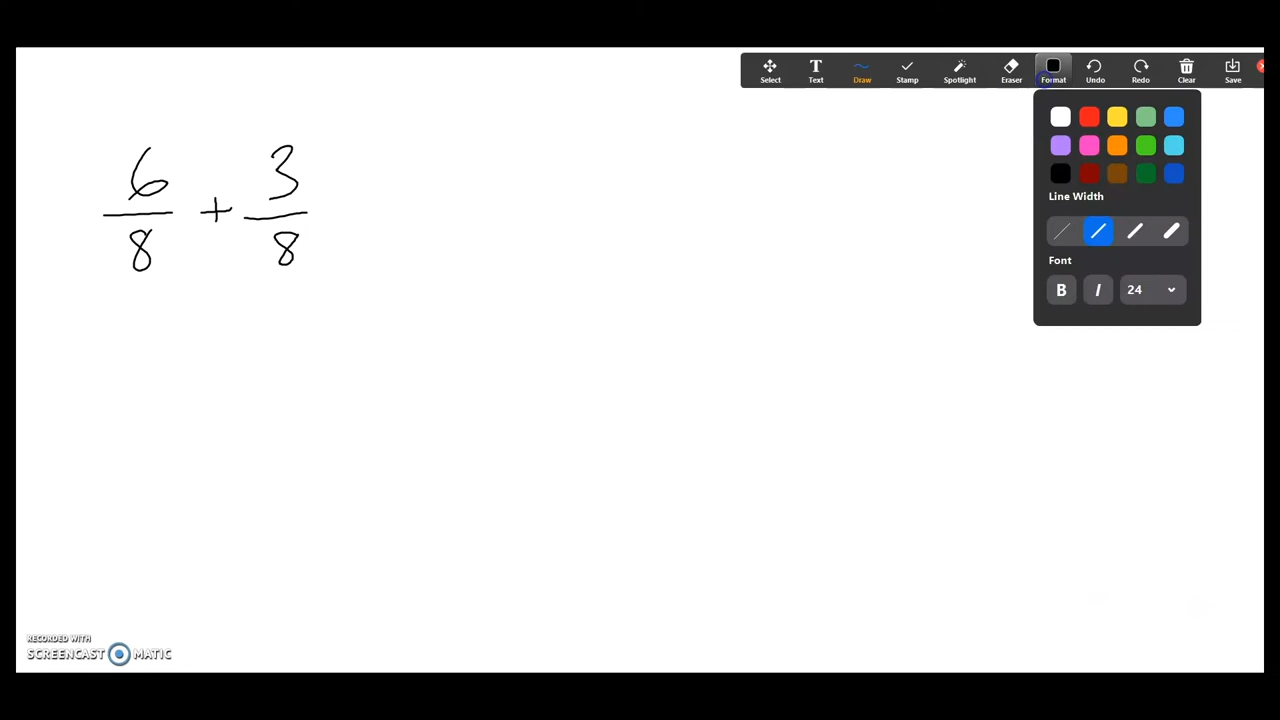 Select Text Draw Stamp Spotlight Eraser Format Undo Redo Clear Save
6/8 + 3/8
Line Width
Font
B I 24
RECORDED WITH
SCREENCAST MATIC